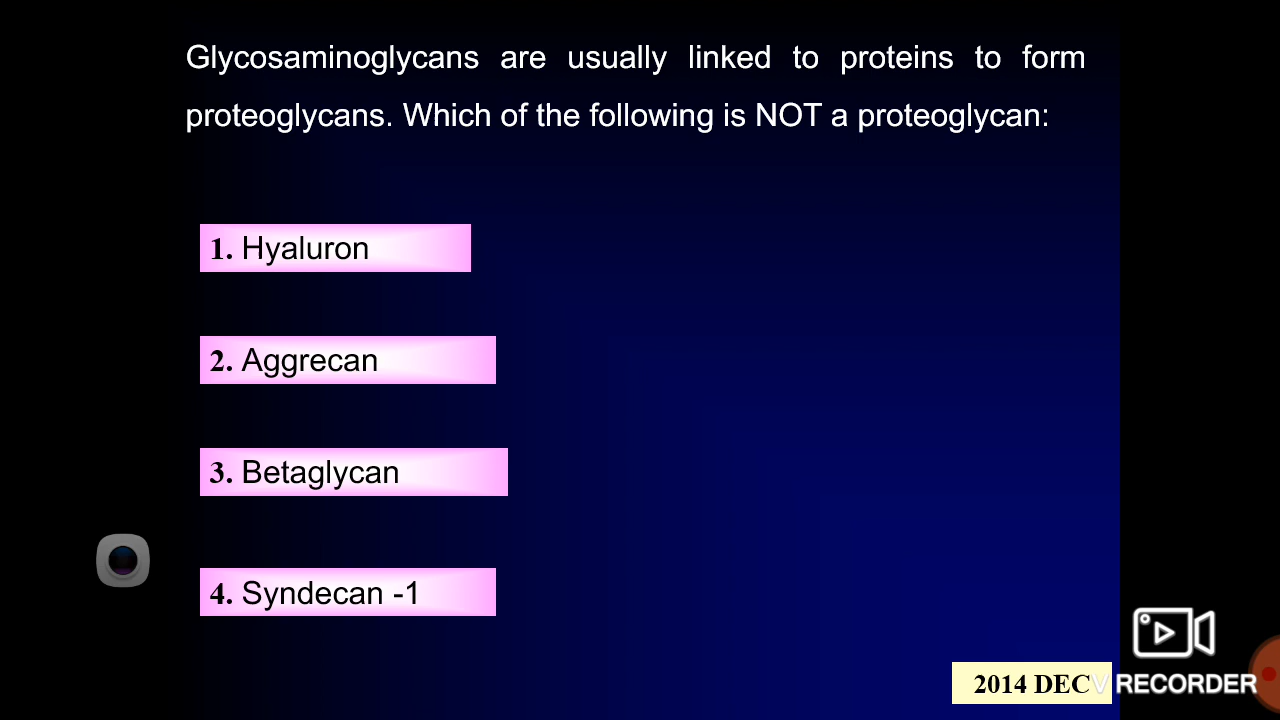 Glycosaminoglycans are usually linked to proteins to form
proteoglycans. Which of the following is NOT a proteoglycan:
1. Hyaluron
2. Aggrecan
3. Betaglycan
4. Syndecan -1
2014 DEC
V RECORDER